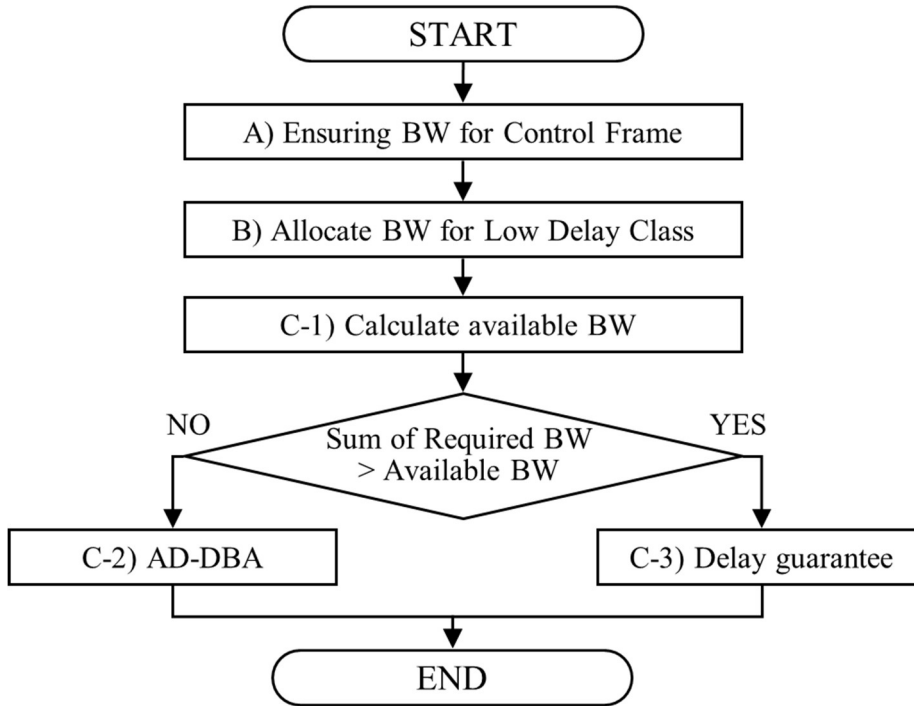 START
A) Ensuring BW for Control Frame
B) Allocate BW for Low Delay Class
C-1) Calculate available BW
NO
YES
Sum of Required BW
> Available BW
C-2) AD-DBA
C-3) Delay guarantee
END